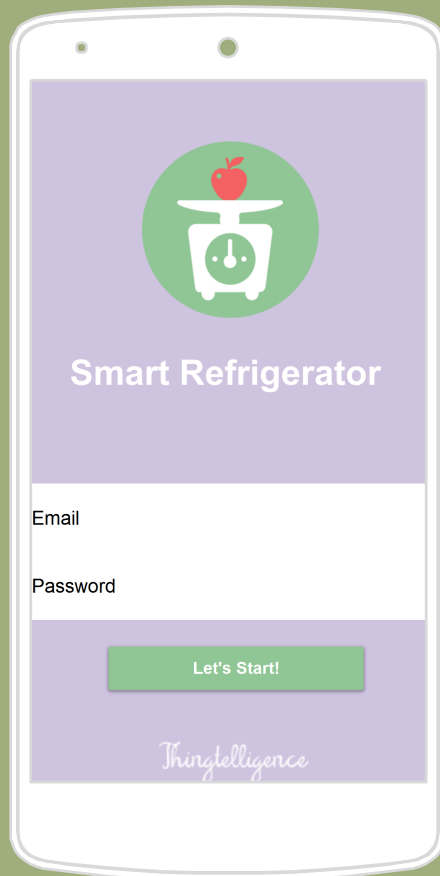 Smart Refrigerator
Email
Password
Let's Start!
Thingtelligence